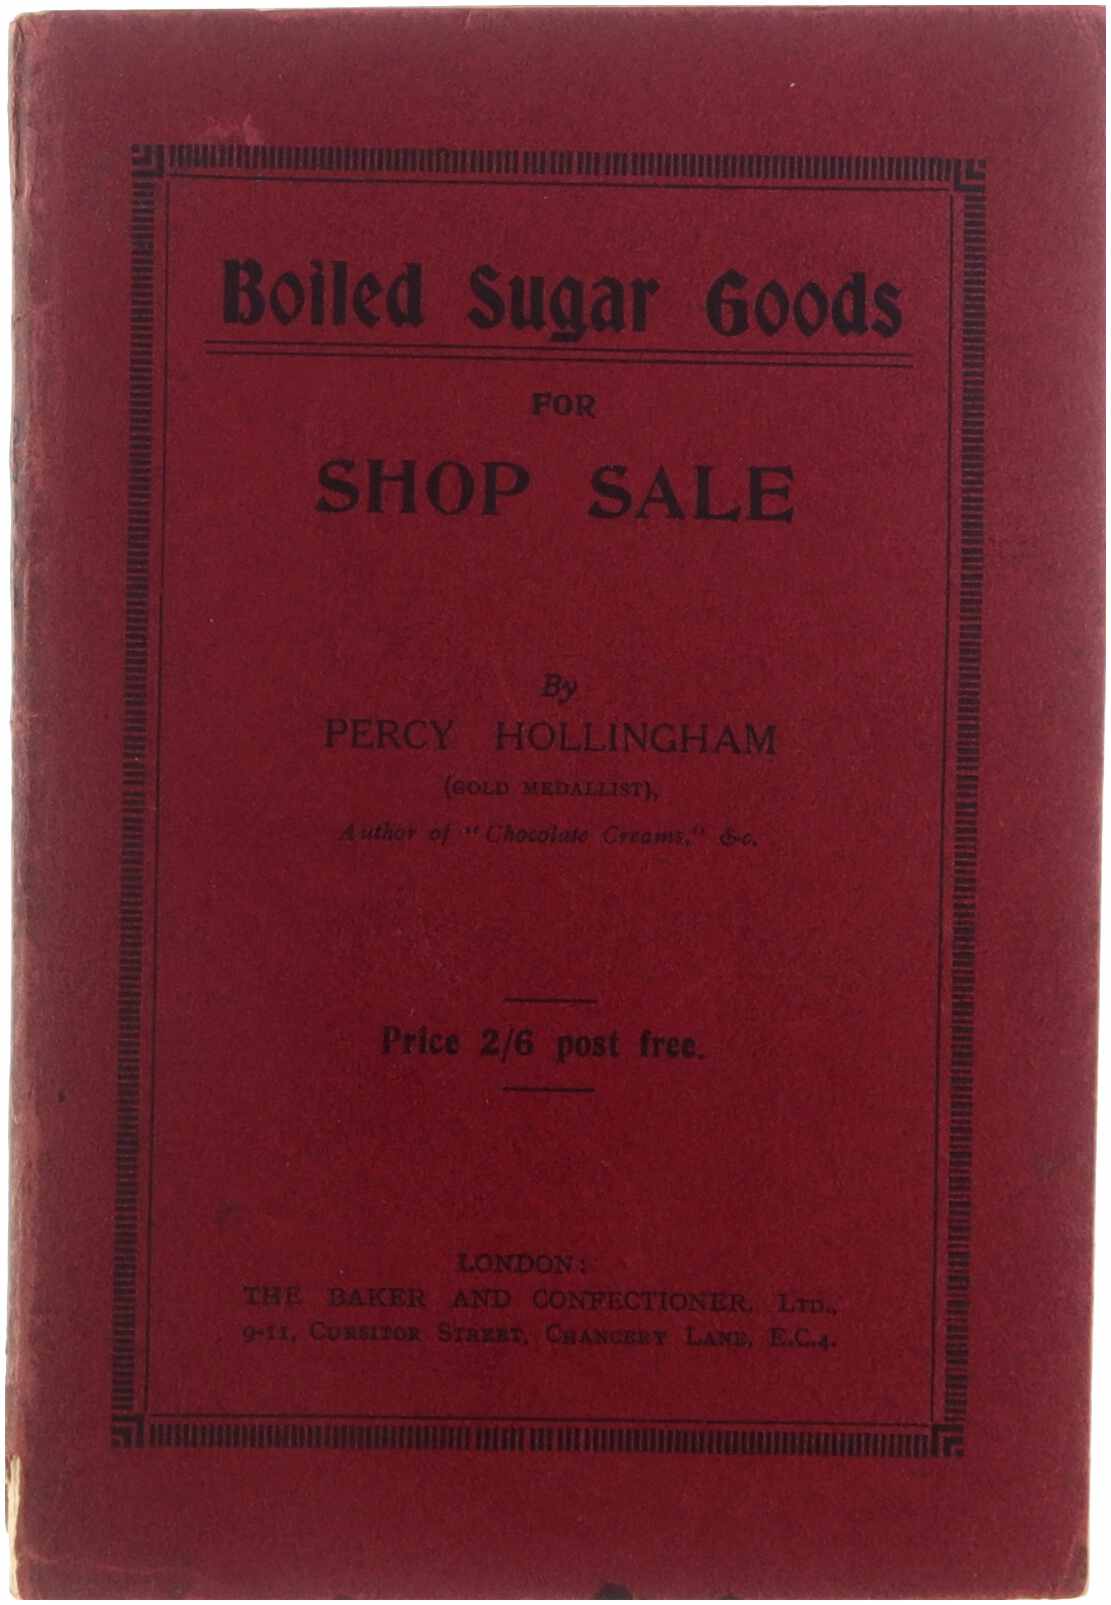 Boiled Sugar Goods
FOR
SHOP SALE
By
PERCY HOLLINGHAM
(GOLD MEDALLIST),
Author of "Chocolate Creams," &c.
Price 2/6 post free.
LONDON:
THE BAKER AND CONFECTIONER, LTD.,
9-11, CURSITOR STREET, CHANCERY LANE, E.C.4.